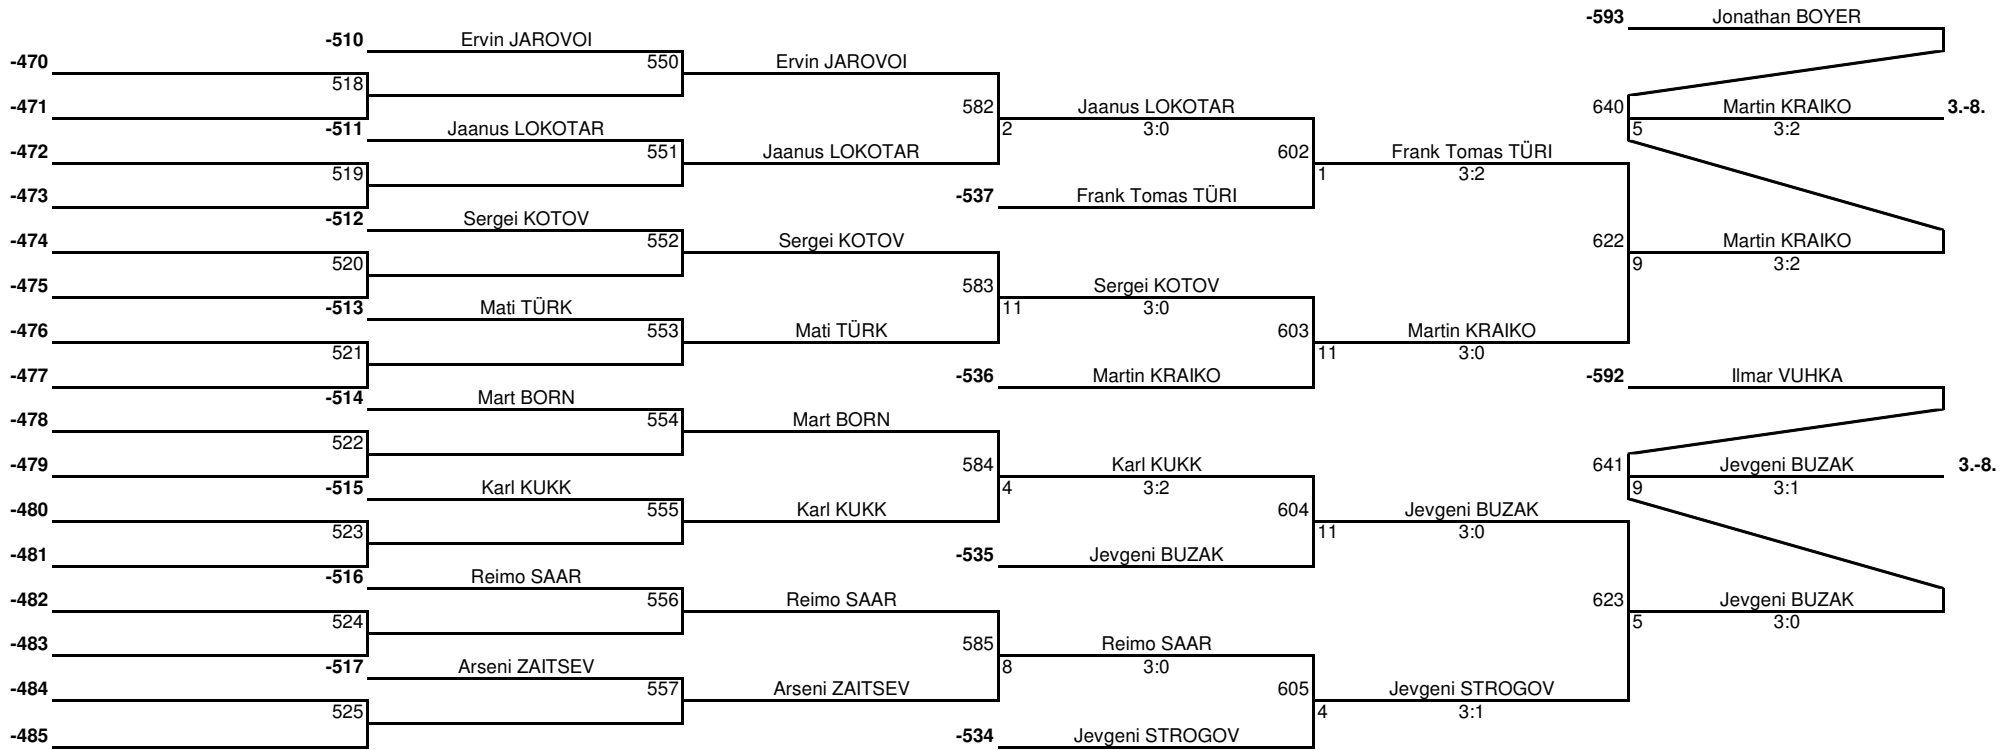 -593 Jonathan BOYER
-510 Ervin JAROVOI
-470 550 Ervin JAROVOI
518
-471 582 Jaanus LOKOTAR 640 Martin KRAIKO 3.-8.
-511 Jaanus LOKOTAR 2 3:0 5 3:2
-472 551 Jaanus LOKOTAR 602 Frank Tomas TÜRI
519 1 3:2
-473 -537 Frank Tomas TÜRI
-512 Sergei KOTOV
-474 552 Sergei KOTOV 622 Martin KRAIKO
520 9 3:2
-475 583 Sergei KOTOV
-513 Mati TÜRK 11 3:0
-476 553 Mati TÜRK 603 Martin KRAIKO
521 11 3:0
-477 -536 Martin KRAIKO -592 Ilmar VUHKA
-514 Mart BORN
-478 554 Mart BORN
522
-479 584 Karl KUKK 641 Jevgeni BUZAK 3.-8.
-515 Karl KUKK 4 3:2 9 3:1
-480 555 Karl KUKK 604 Jevgeni BUZAK
523 11 3:0
-481 -535 Jevgeni BUZAK
-516 Reimo SAAR
-482 556 Reimo SAAR 623 Jevgeni BUZAK
524 5 3:0
-483 585 Reimo SAAR
-517 Arseni ZAITSEV 8 3:0
-484 557 Arseni ZAITSEV 605 Jevgeni STROGOV
525 4 3:1
-485 -534 Jevgeni STROGOV